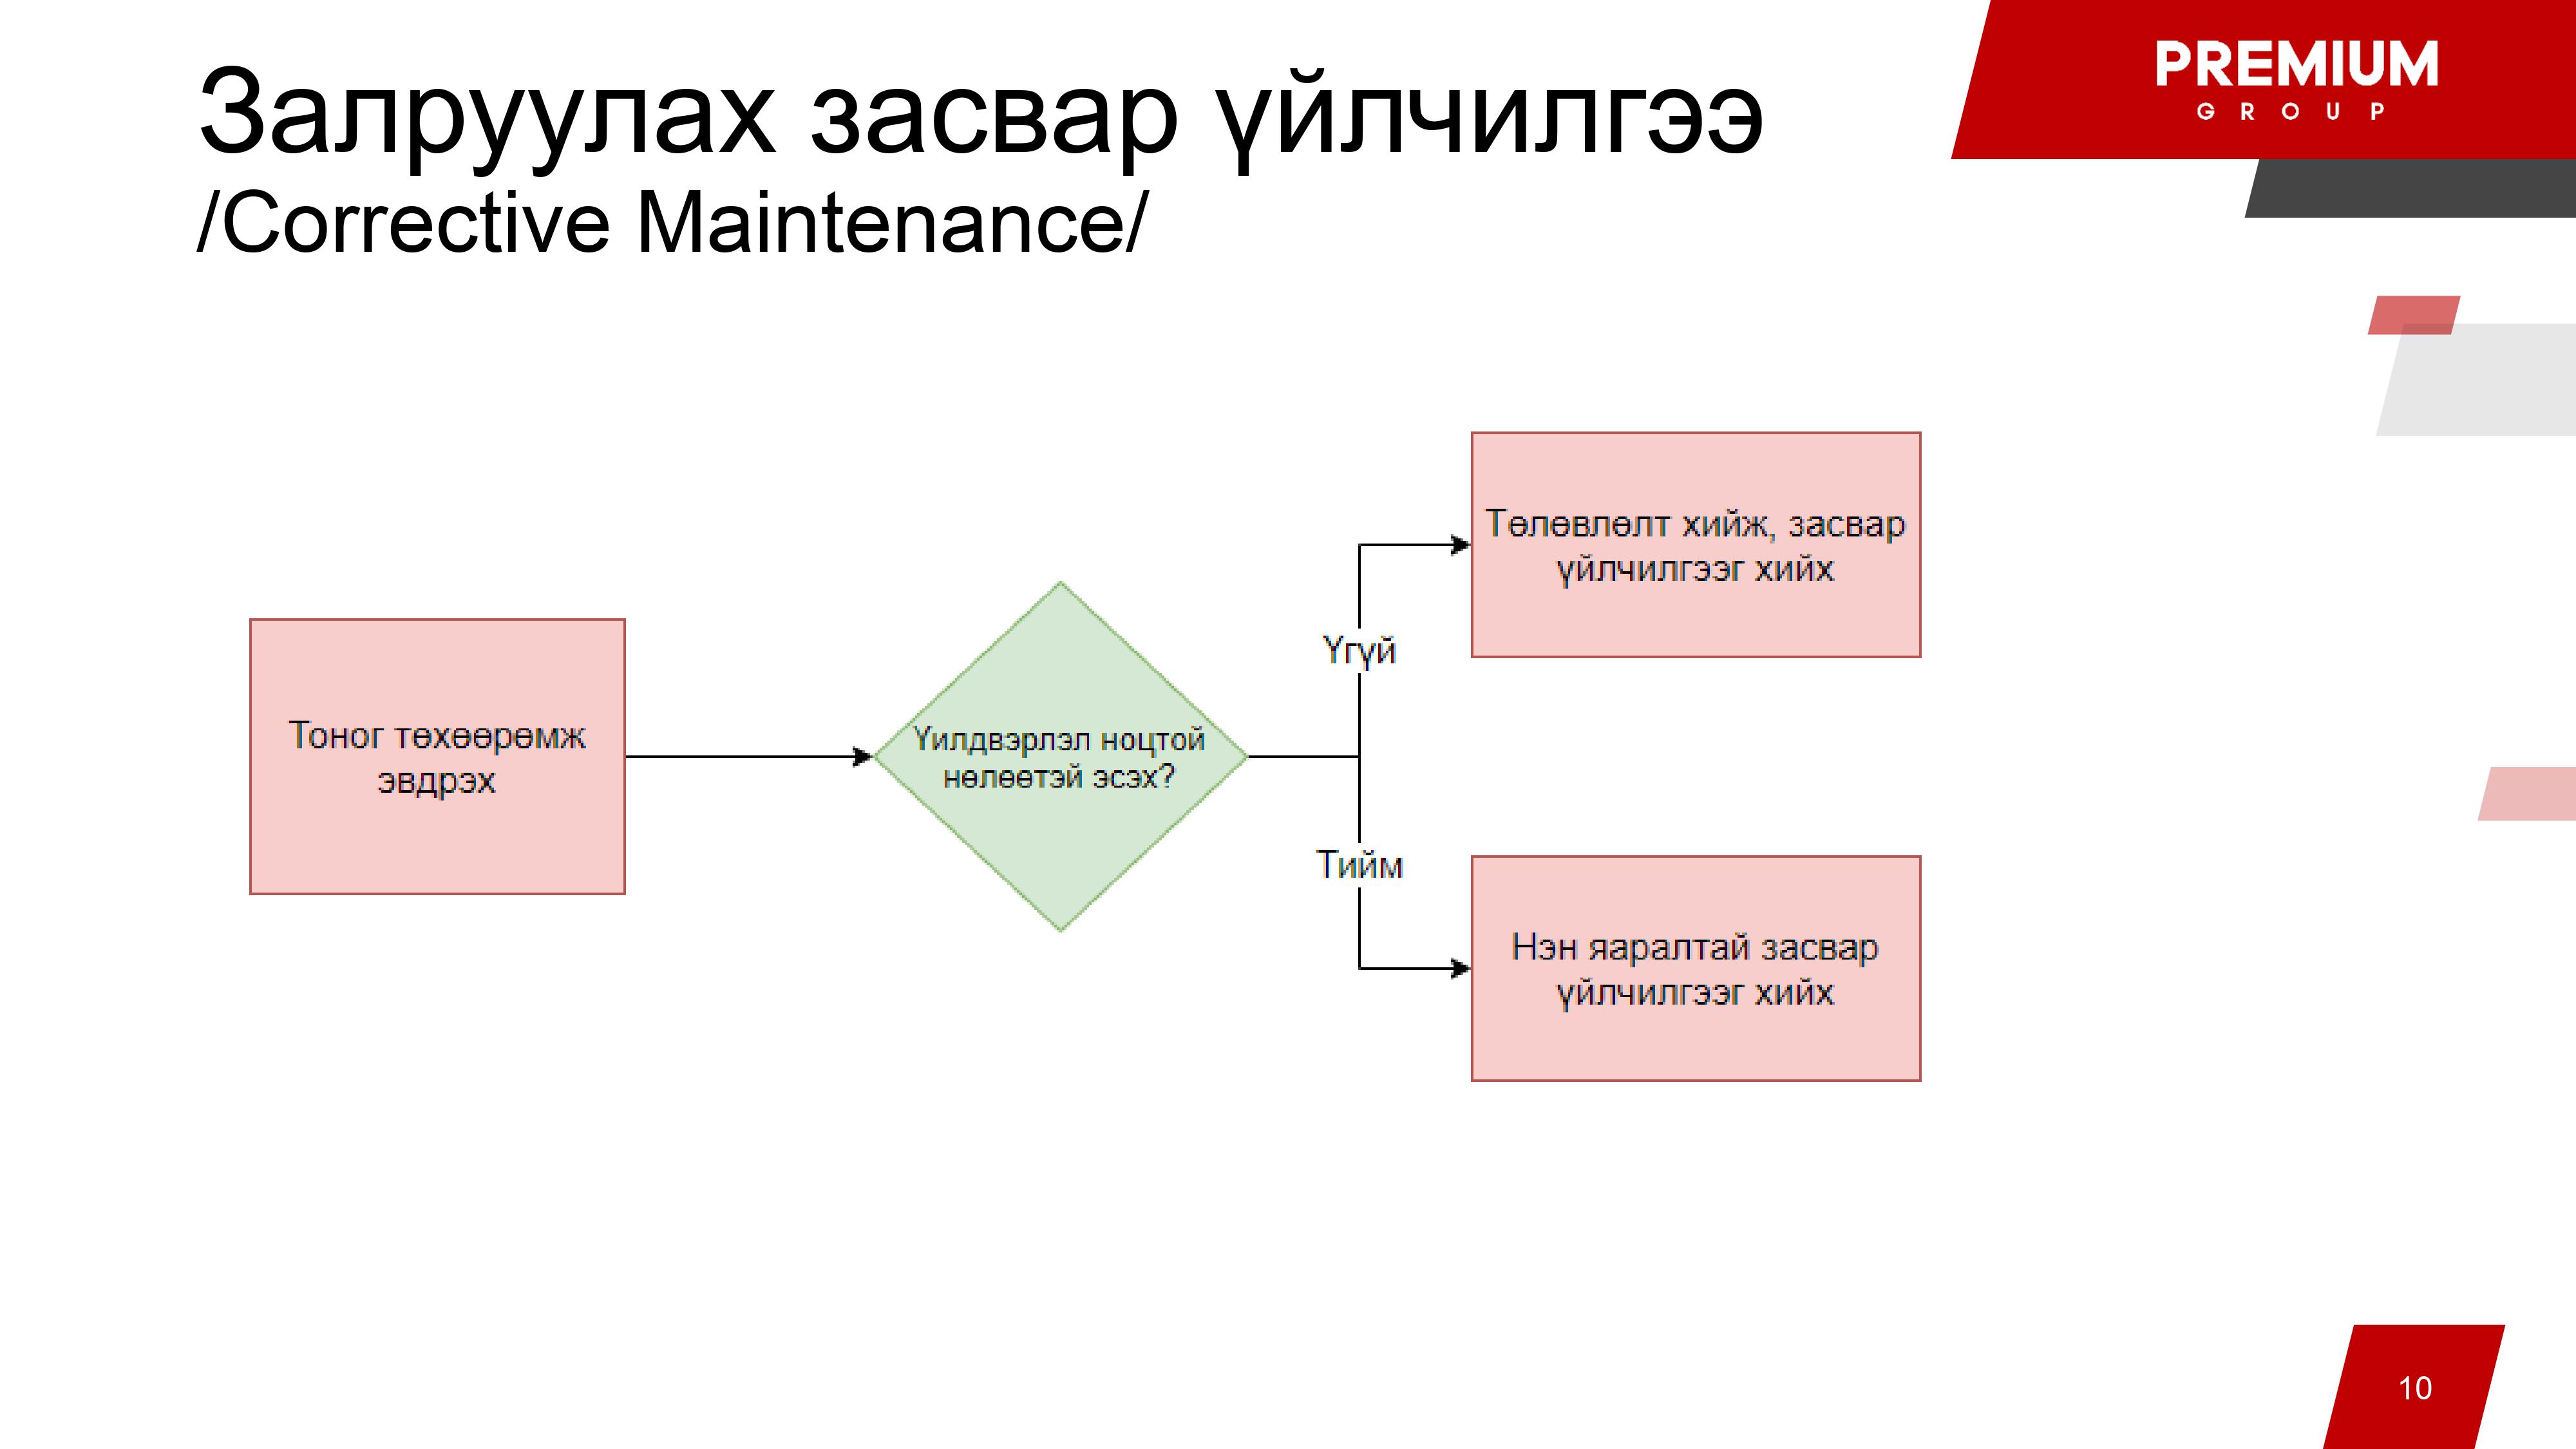 Залруулах засвар үйлчилгээ
/Corrective Maintenance/
PREMIUM
GROUP
Тоног төхөөрөмж
эвдрэх
Үилдвэрлэл ноцтой
нөлөөтэй эсэх?
Үгүй
Тийм
Төлөвлөлт хийж, засвар
үйлчилгээг хийх
Нэн яаралтай засвар
үйлчилгээг хийх
10